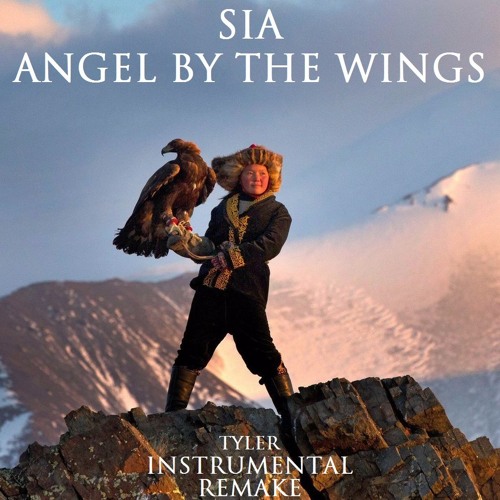 SIA
ANGEL BY THE WINGS
TYLER
INSTRUMENTAL
REMAKE